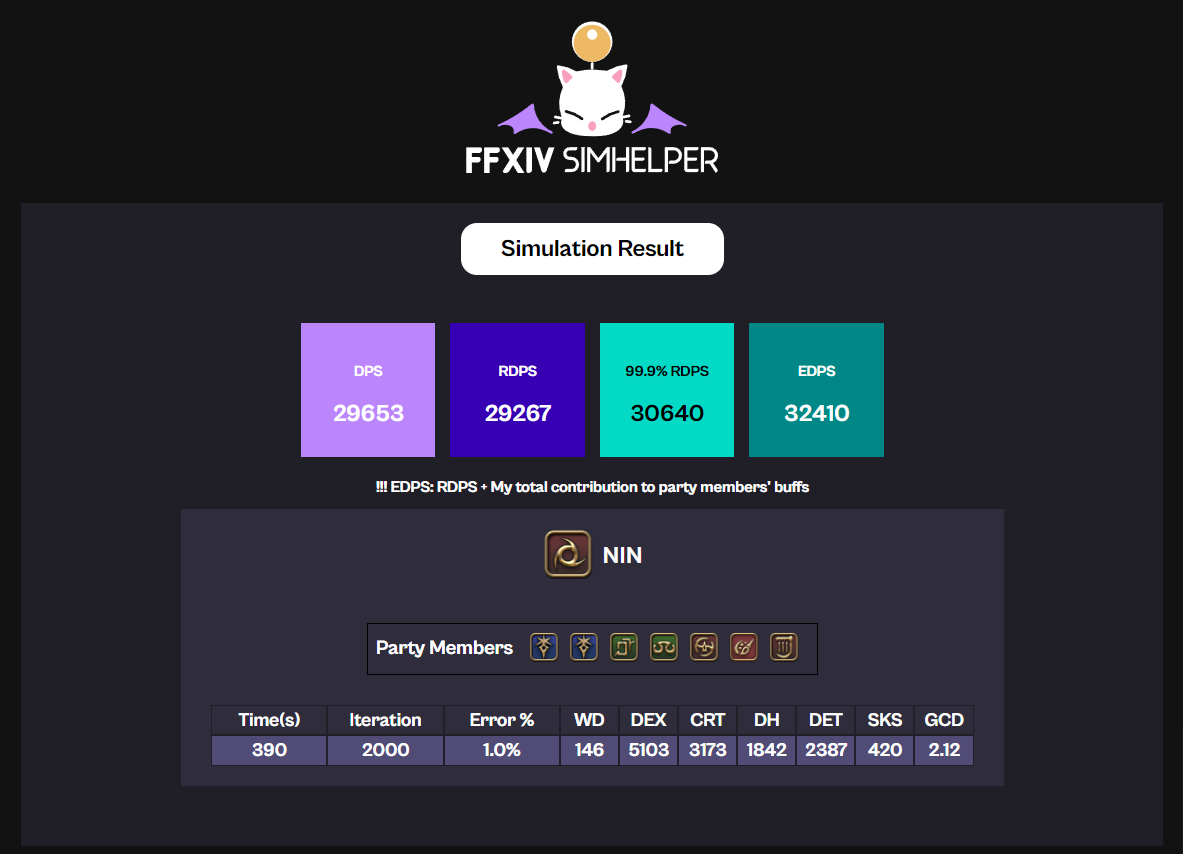 FFXIV SIMHELPER
Simulation Result
DPS RDPS 99.9% RDPS EDPS
29653 29267 30640 32410
!!! EDPS: RDPS + My total contribution to party members' buffs
NIN
Party Members
Time(s) Iteration Error % WD DEX CRT DH DET SKS GCD
390 2000 1.0% 146 5103 3173 1842 2387 420 2.12